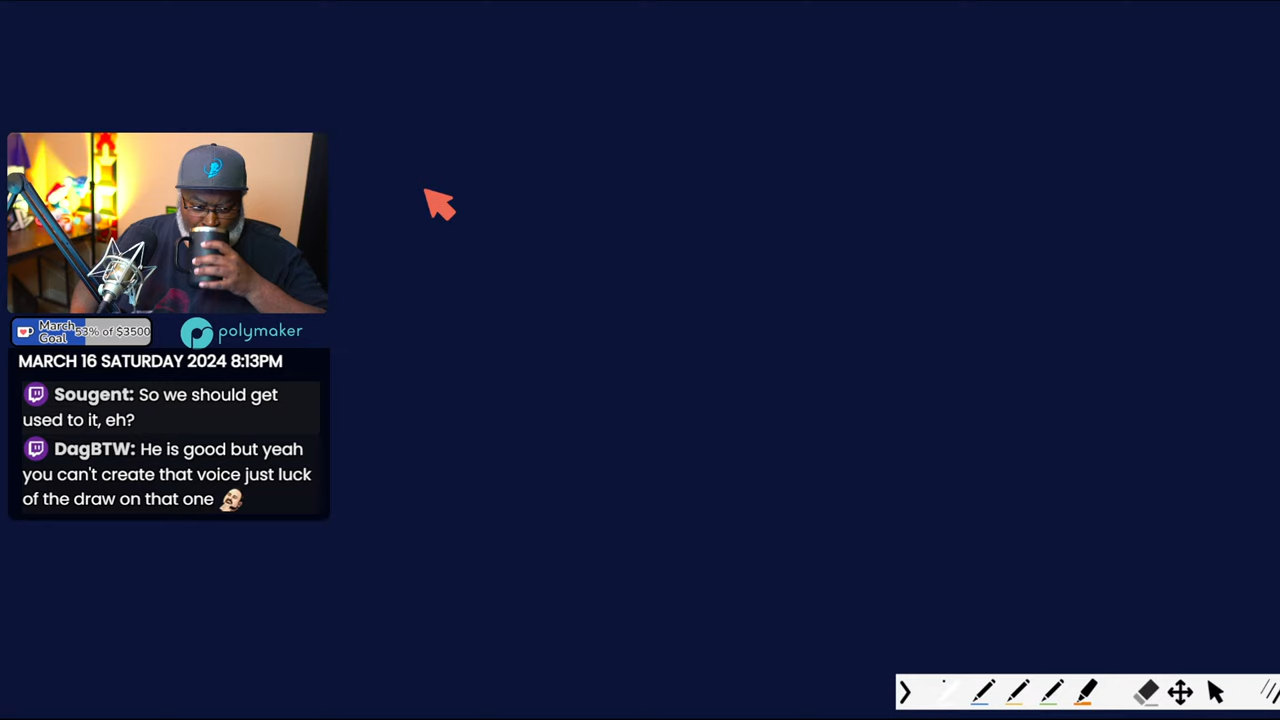 March
Goal
53% of $3500
polymaker
MARCH 16 SATURDAY 2024 8:13PM
Sougent: So we should get
used to it, eh?
DagBTW: He is good but yeah
you can't create that voice just luck
of the draw on that one